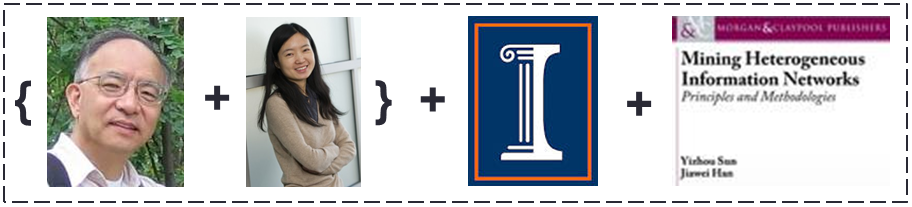 { + } + + 
& MORGAN & CLAYPOOL PUBLISHERS
Mining Heterogeneous
Information Networks
Principles and Methodologies
Yizhou Sun
Jiawei Han